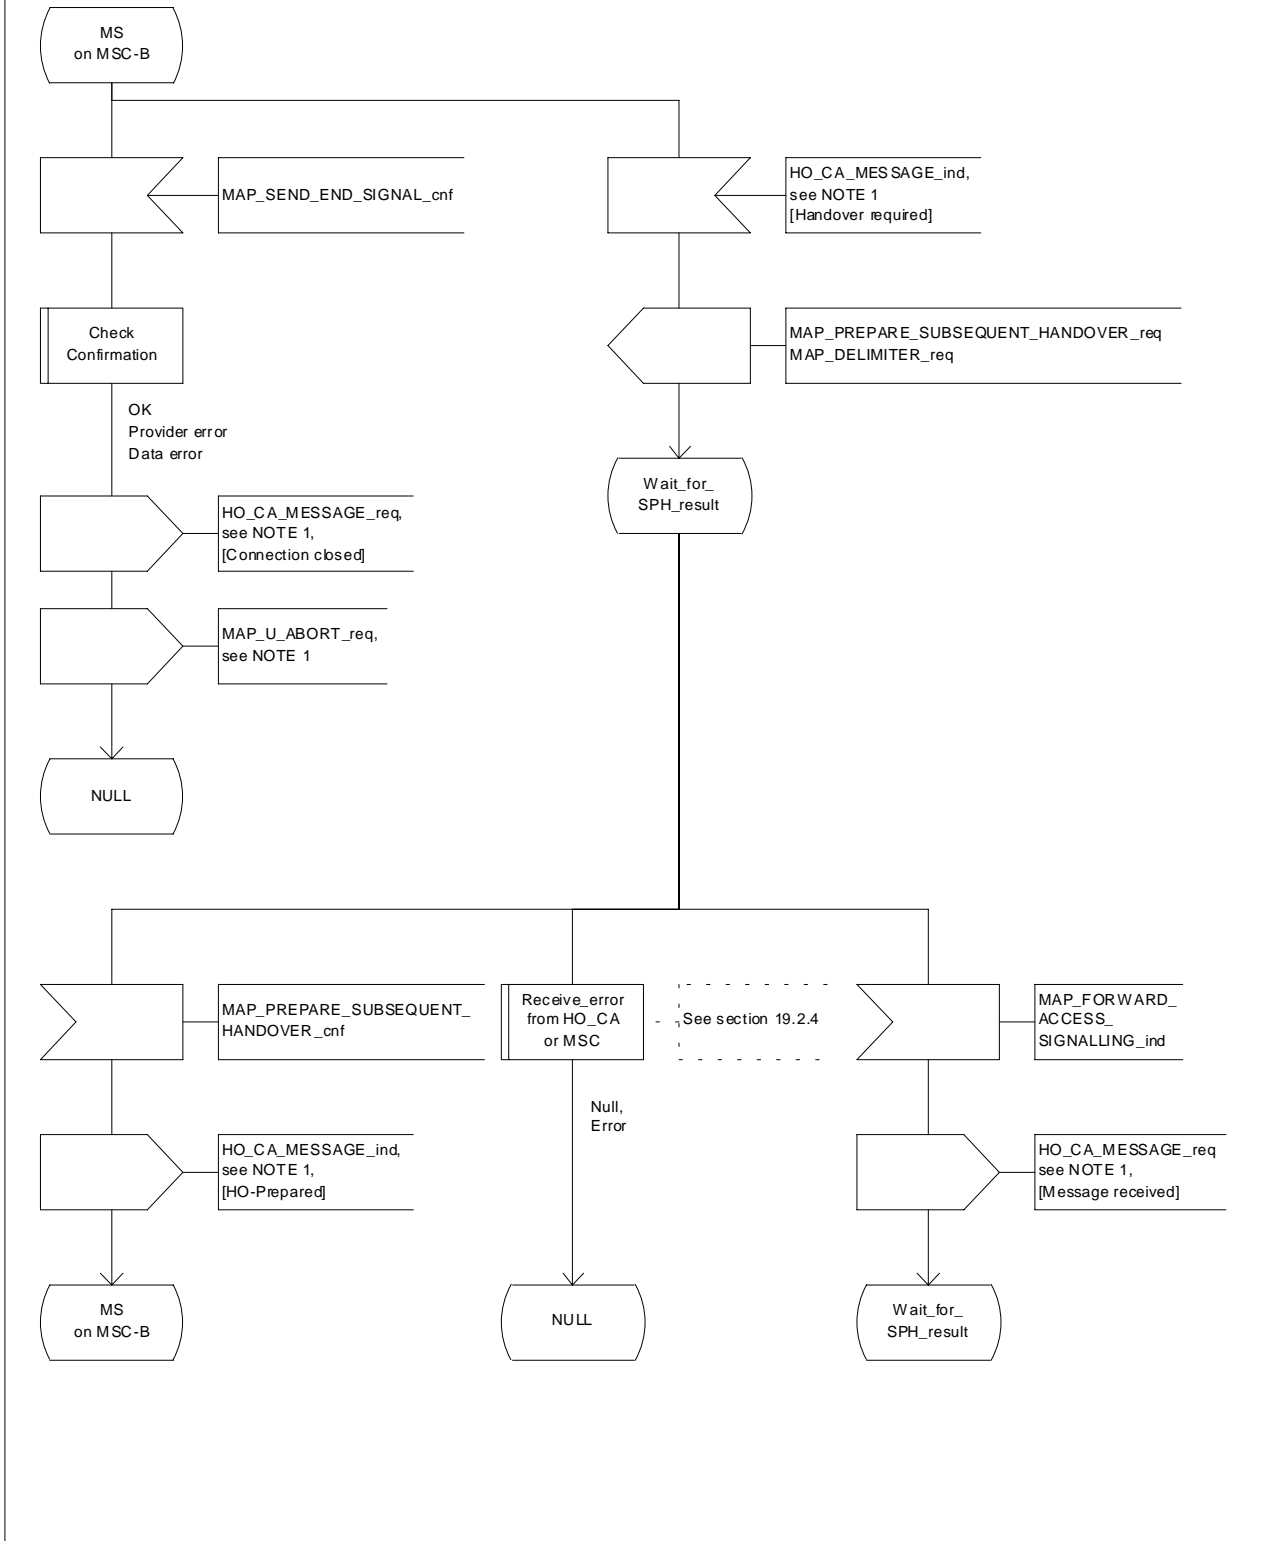 MS
on MSC-B
MAP_SEND_END_SIGNAL_cnf
HO_CA_MESSAGE_ind,
see NOTE 1
[Handover required]
Check
Confirmation
MAP_PREPARE_SUBSEQUENT_HANDOVER_req
MAP_DELIMITER_req
OK
Provider error
Data error
Wait_for_
SPH_result
HO_CA_MESSAGE_req,
see NOTE 1,
[Connection closed]
MAP_U_ABORT_req,
see NOTE 1
NULL
MAP_PREPARE_SUBSEQUENT_
HANDOVER_cnf
Receive_error
from HO_CA
or MSC
See section 19.2.4
MAP_FORWARD_
ACCESS_
SIGNALLING_ind
Null,
Error
HO_CA_MESSAGE_ind,
see NOTE 1,
[HO-Prepared]
HO_CA_MESSAGE_req
see NOTE 1,
[Message received]
MS
on MSC-B
NULL
Wait_for_
SPH_result